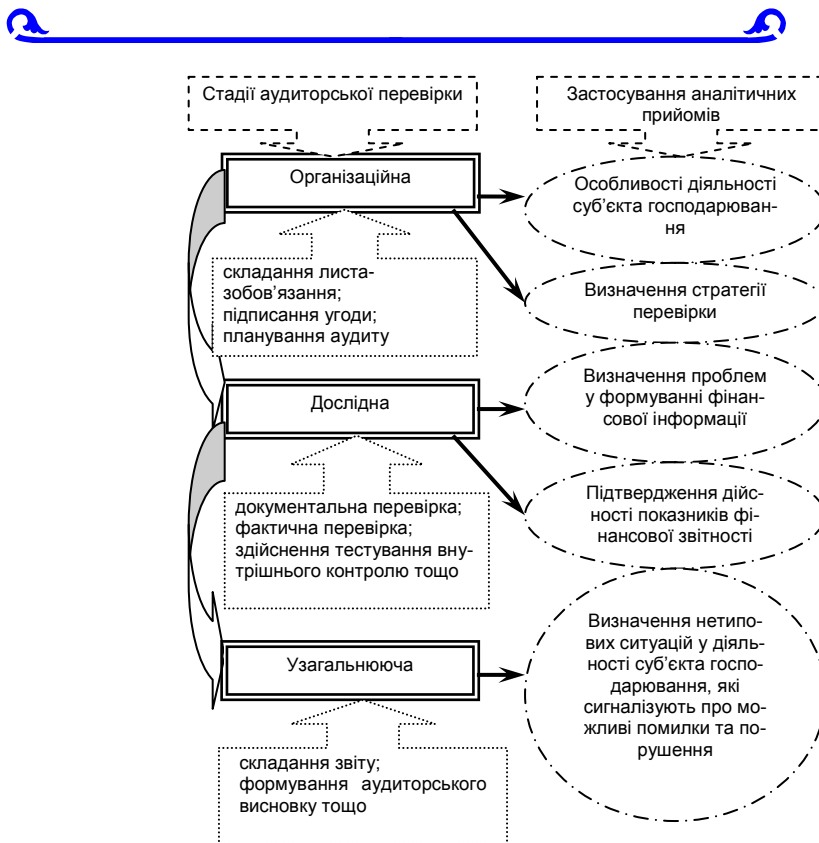 Стадії аудиторської перевірки
Застосування аналітичних
прийомів
Організаційна
Особливості діяльності
суб’єкта господарюван-
ня
складання листа-
зобов’язання;
підписання угоди;
планування аудиту
Визначення стратегії
перевірки
Дослідна
Визначення проблем
у формуванні фінан-
сової інформації
документальна перевірка;
фактична перевірка;
здійснення тестування вну-
трішнього контролю тощо
Підтвердження дійс-
ності показників фі-
нансової звітності
Узагальнююча
Визначення нетипо-
вих ситуацій у діяль-
ності суб’єкта госпо-
дарювання, які
сигналізують про мо-
жливі помилки та по-
рушення
складання звіту;
формування аудиторського
висновку тощо